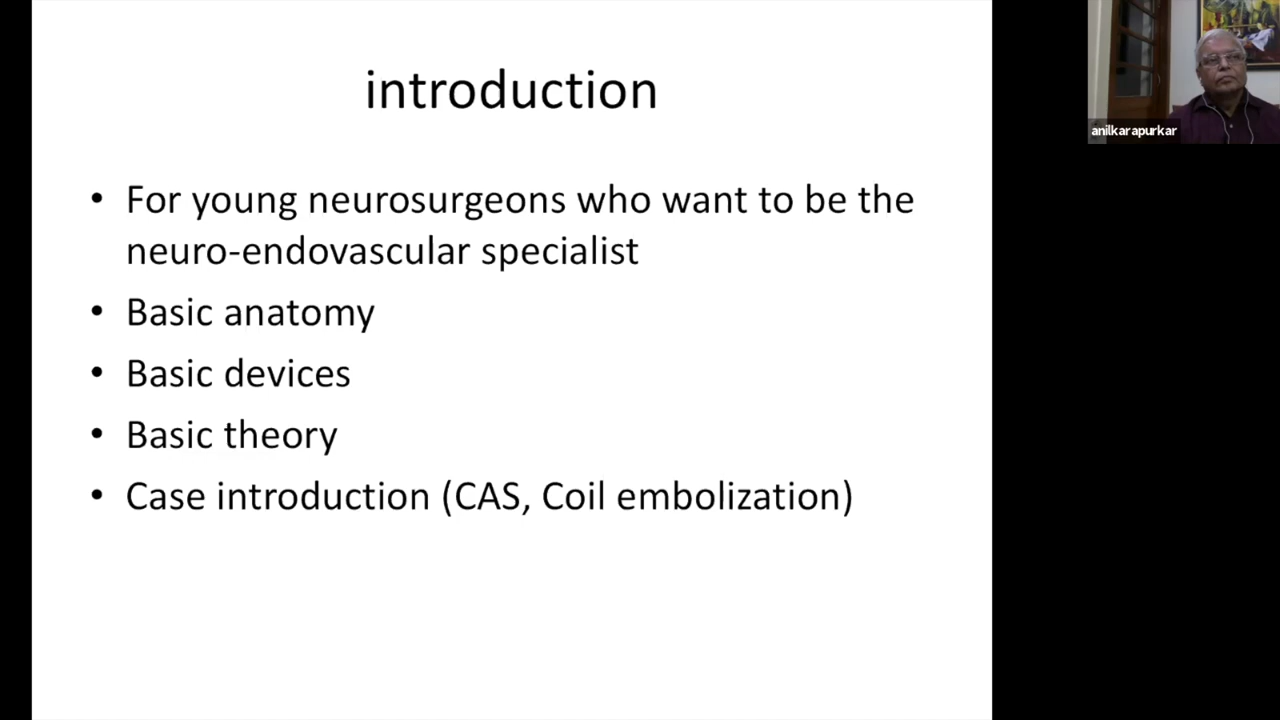 introduction
• For young neurosurgeons who want to be the
neuro-endovascular specialist
• Basic anatomy
• Basic devices
• Basic theory
• Case introduction (CAS, Coil embolization)
anilkarapurkar